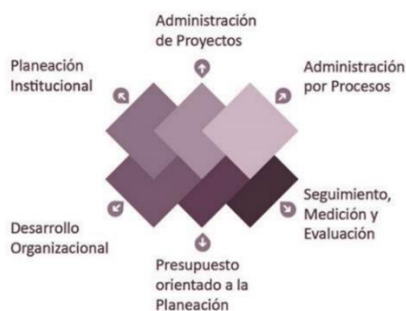 Administración
de Proyectos
Planeación
Institucional
Administración
por Procesos
Desarrollo
Organizacional
Seguimiento,
Medición y
Evaluación
Presupuesto
orientado a la
Planeación